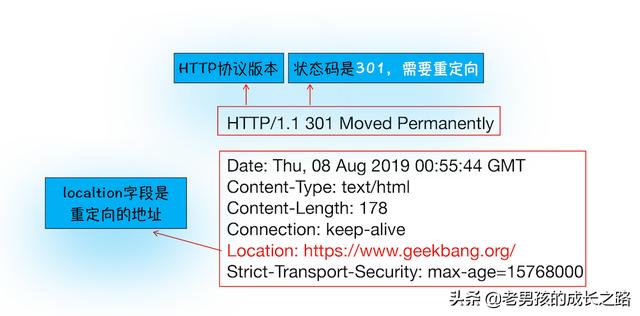 HTTP协议版本
状态码是301，需要重定向
HTTP/1.1 301 Moved Permanently
Date: Thu, 08 Aug 2019 00:55:44 GMT
Content-Type: text/html
Content-Length: 178
Connection: keep-alive
Location: https://www.geekbang.org/
Strict-Transport-Security: max-age=15768000
localtion字段是
重定向的地址
头条 @老男孩的成长之路